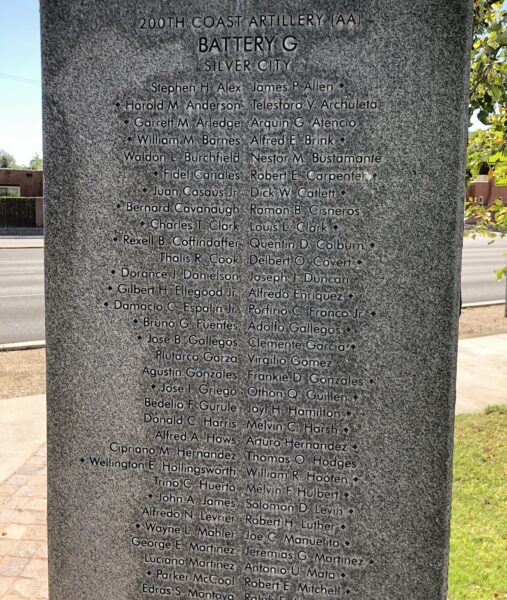 200TH COAST ARTILLERY (AA)
BATTERY G
SILVER CITY
Stephen H. Alex James P. Allen ◆
◆ Harold M. Anderson Telesforo V. Archuleta
◆ Garrett M. Arledge Arquin G. Atencio
◆ William M. Barnes Alfred E. Brink ◆
Waldon L. Burchfield Nestor M. Bustamante
◆ Fidel Canales Robert E. Carpenter ◆
◆ Juan Casaus Jr. Dick W. Catlett ◆
◆ Bernard Cavanaugh Ramon B. Cisneros
◆ Charles T. Clark Louis L. Clark ◆
◆ Rexell B. Coffindaffer Quentin D. Colburn ◆
Thalis R. Cook Delbert O. Covert ◆
◆ Dorance J. Danielson Joseph J. Duncan
◆ Gilbert H. Ellegood Jr. Alfredo Enriquez ◆
◆ Damacio C. Espalin Jr. Porfirio C. Franco Jr. ◆
◆ Bruno G. Fuentes Adolfo Gallegos ◆
◆ Jose B. Gallegos Clemente Garcia ◆
Plutarco Garza Virgilio Gomez
Agustin Gonzales Frankie D. Gonzales ◆
◆ Jose I. Griego Othon Q. Guillen ◆
Bedelio F. Gurule Joyl H. Hamilton ◆
Donald C. Harris Melvin C. Harsh ◆
Alfred A. Hows Arturo Hernandez ◆
Cipriano M. Hernandez Thomas O. Hodges
◆ Wellington E. Hollingsworth William R. Hooten ◆
Trino C. Huerta Melvin F. Hulbert ◆
◆ John A. James Solomon D. Levin ◆
Alfredo N. Levrier Robert H. Luther ◆
◆ Wayne L. Mahler Joe C. Manuelito ◆
George E. Martinez Jeremias G. Martinez ◆
Luciano Martinez Antonio U. Mata ◆
◆ Parker McCool Robert E. Mitchell ◆
Edras S. Montoya